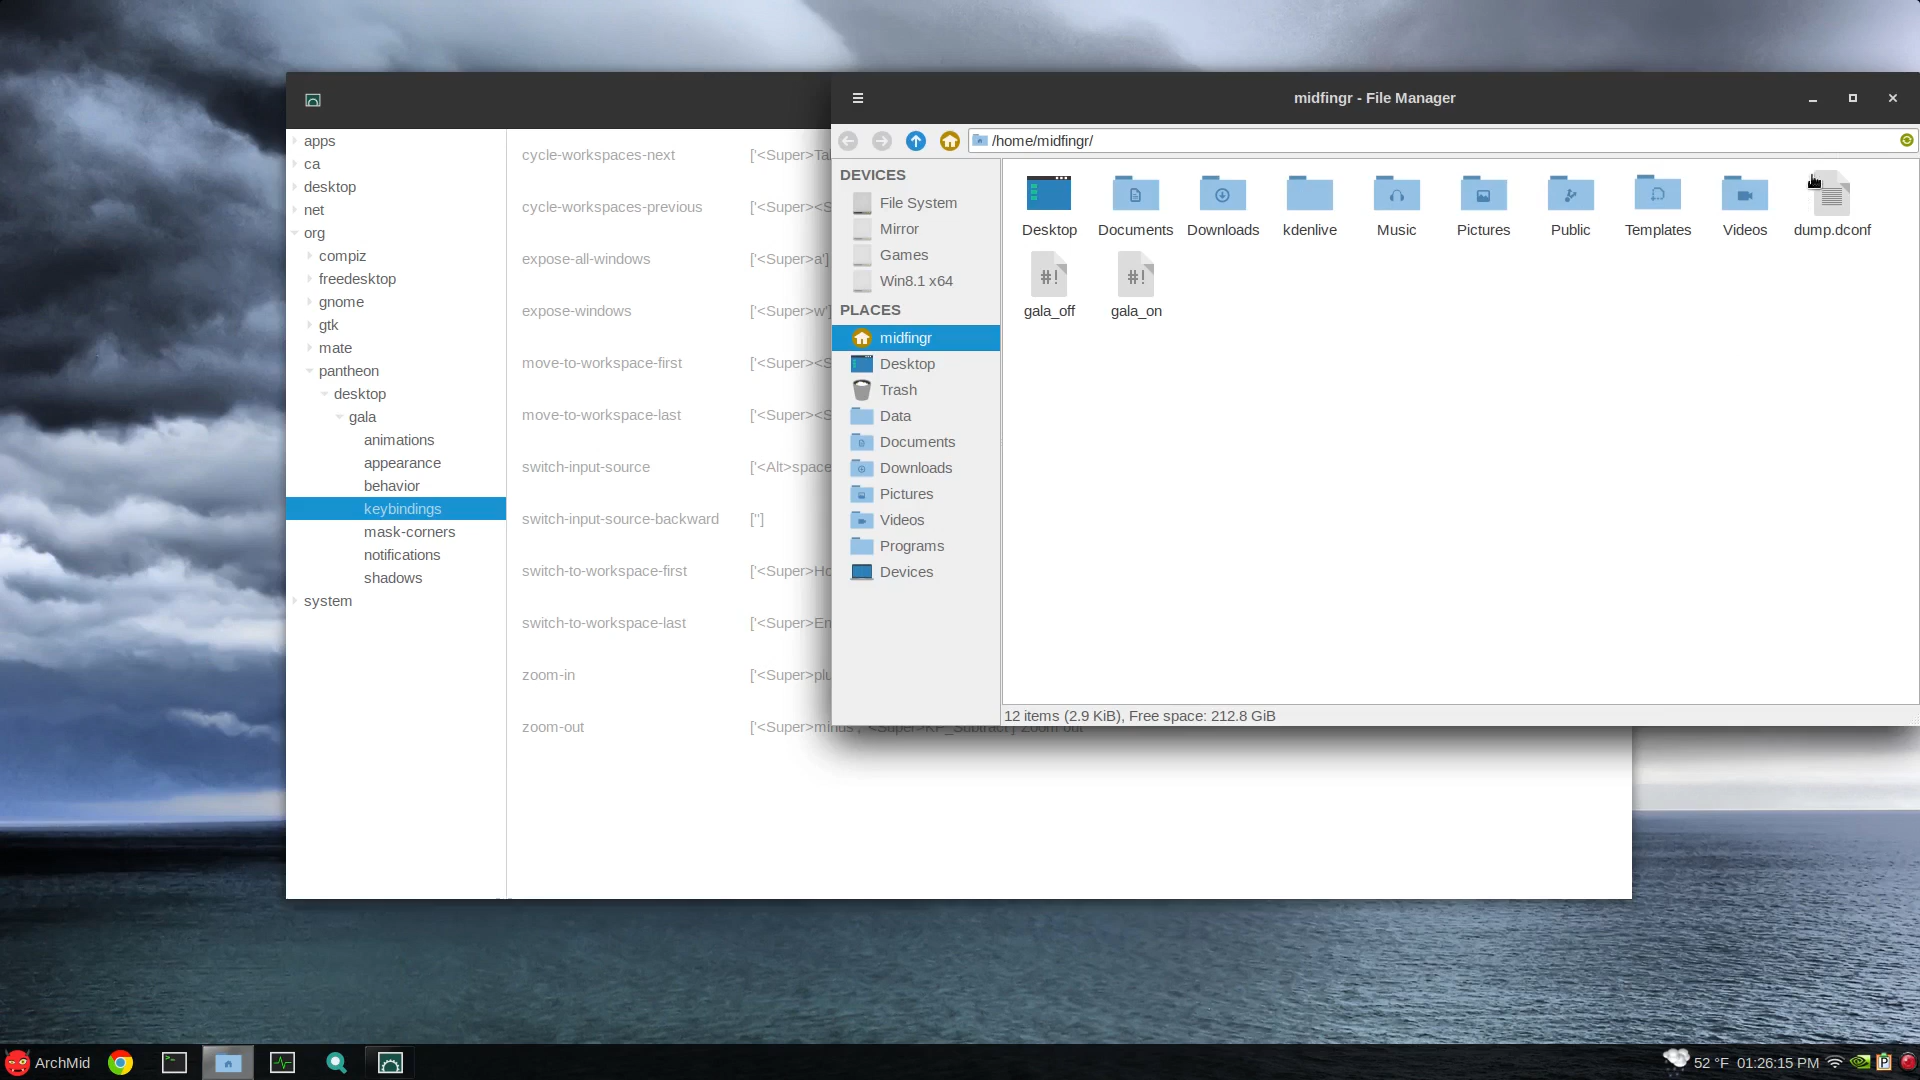 midfingr - File Manager
/home/midfingr/
apps
ca
desktop
net
org
compiz
freedesktop
gnome
gtk
mate
pantheon
desktop
gala
animations
appearance
behavior
keybindings
mask-corners
notifications
shadows
system
cycle-workspaces-next ['<Super>Ta
cycle-workspaces-previous ['<Super><S
expose-all-windows ['<Super>a']
expose-windows ['<Super>w']
move-to-workspace-first ['<Super><S
move-to-workspace-last ['<Super><S
switch-input-source ['<Alt>space
switch-input-source-backward ['']
switch-to-workspace-first ['<Super>Ho
switch-to-workspace-last ['<Super>En
zoom-in ['<Super>plu
zoom-out ['<Super>minus', '<Super>KP_Subtract'] Zoom out
DEVICES
File System
Mirror
Games
Win8.1 x64
PLACES
midfingr
Desktop
Trash
Data
Documents
Downloads
Pictures
Videos
Programs
Devices
Desktop Documents Downloads kdenlive Music Pictures Public Templates Videos dump.dconf
#! #!
gala_off gala_on
12 items (2.9 KiB), Free space: 212.8 GiB
ArchMid 52 °F 01:26:15 PM